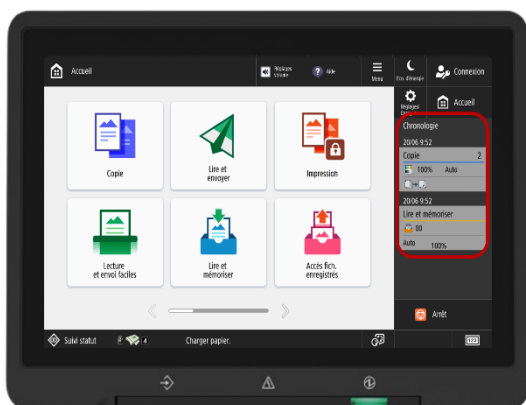 Accueil
Réglages
volume
Aide
Menu
Eco. d'énergie
Connexion
Réglages
Accueil
Chronologie
20/06 9:52
Copie 2
100% Auto
20/06 9:52
Lire et mémoriser
00
Auto 100%
Copie
Lire et
envoyer
Impression
Lecture
et envoi faciles
Lire et
mémoriser
Accès fich.
enregistrés
Arrêt
Suivi statut
Charger papier.
123